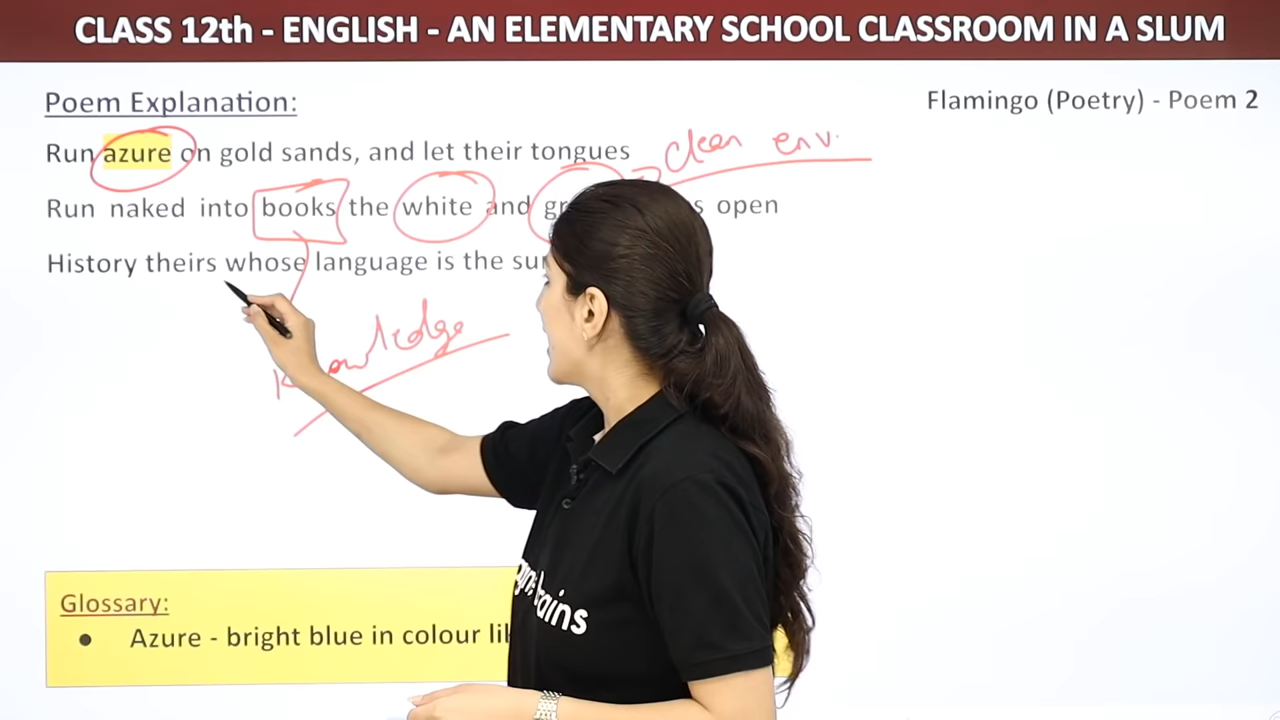 CLASS 12th - ENGLISH - AN ELEMENTARY SCHOOL CLASSROOM IN A SLUM
Poem Explanation:
Flamingo (Poetry) - Poem 2
Run azure on gold sands, and let their tongues
clean env.
Run naked into books the white and open
History theirs whose language is the
Knowledge
Glossary:
● Azure - bright blue in colour